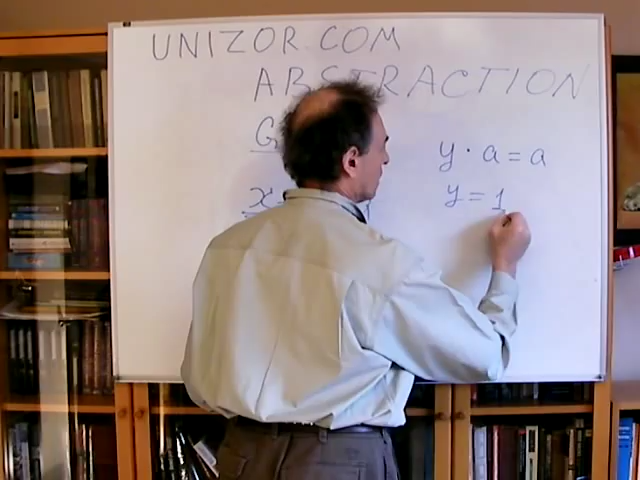 UNIZOR.COM
ABSTRACTION
G
y · a = a
x
y = 1